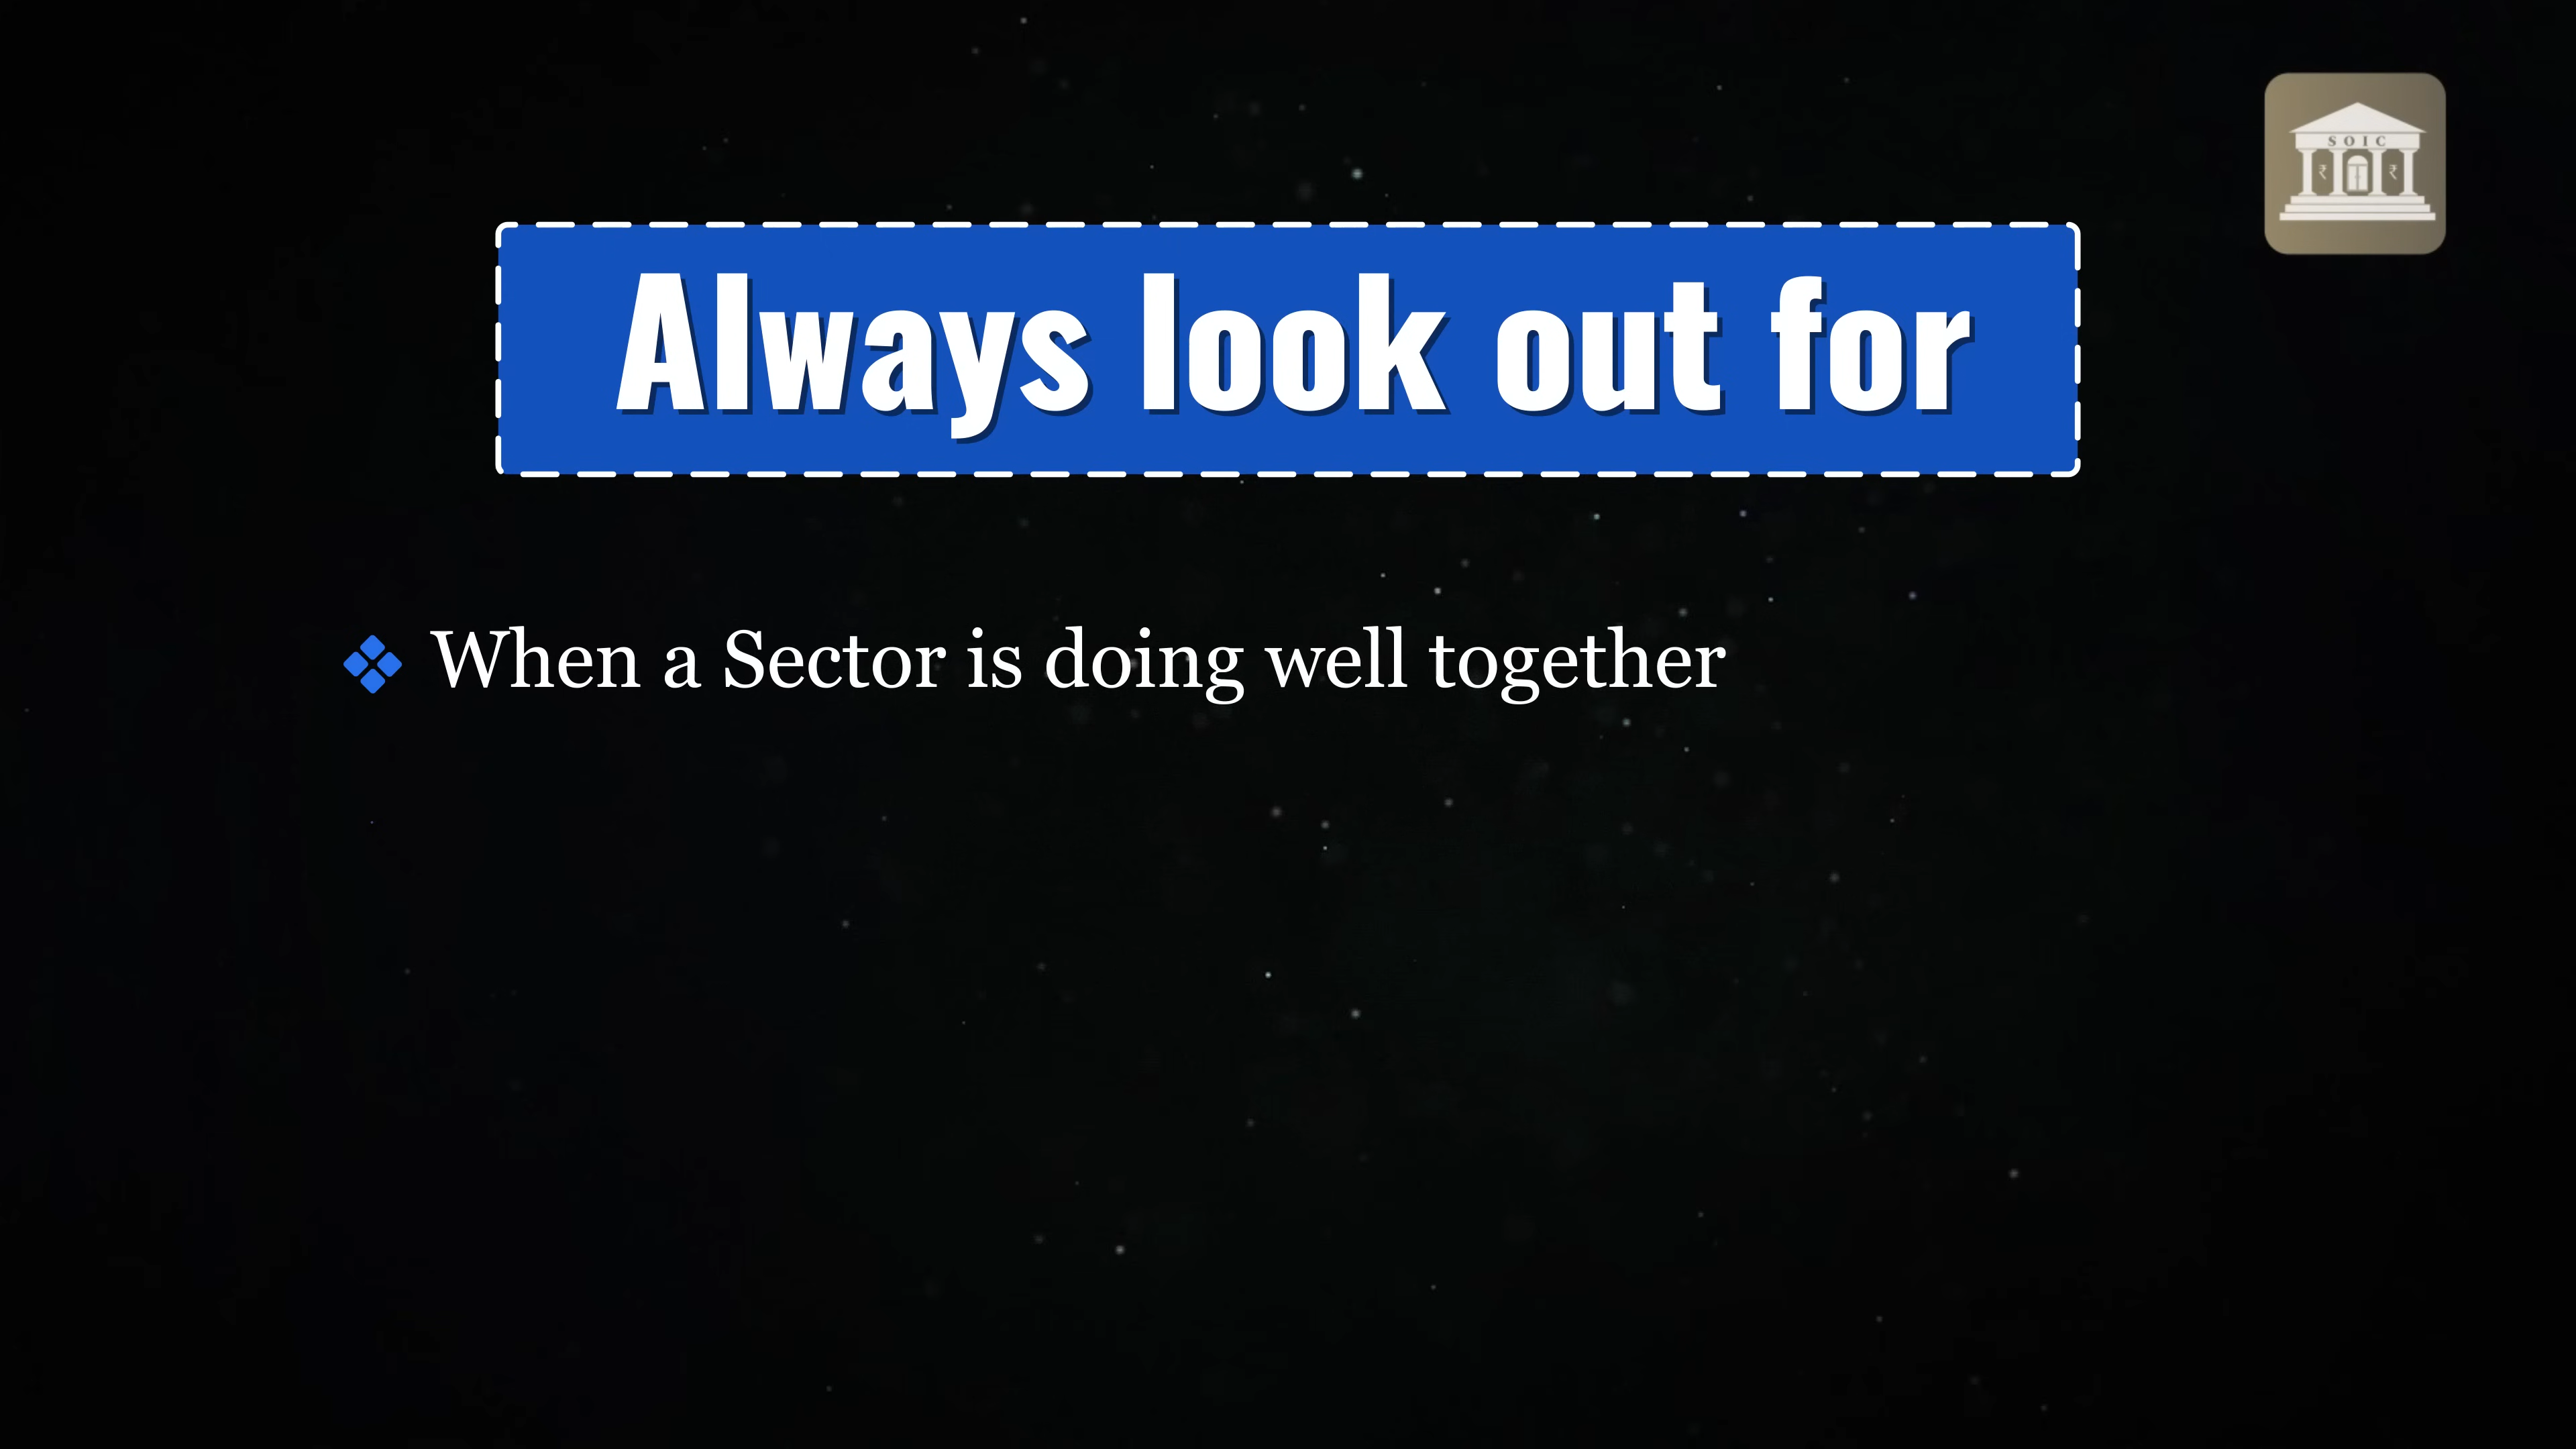 SOIC
₹ ₹
Always look out for
When a Sector is doing well together